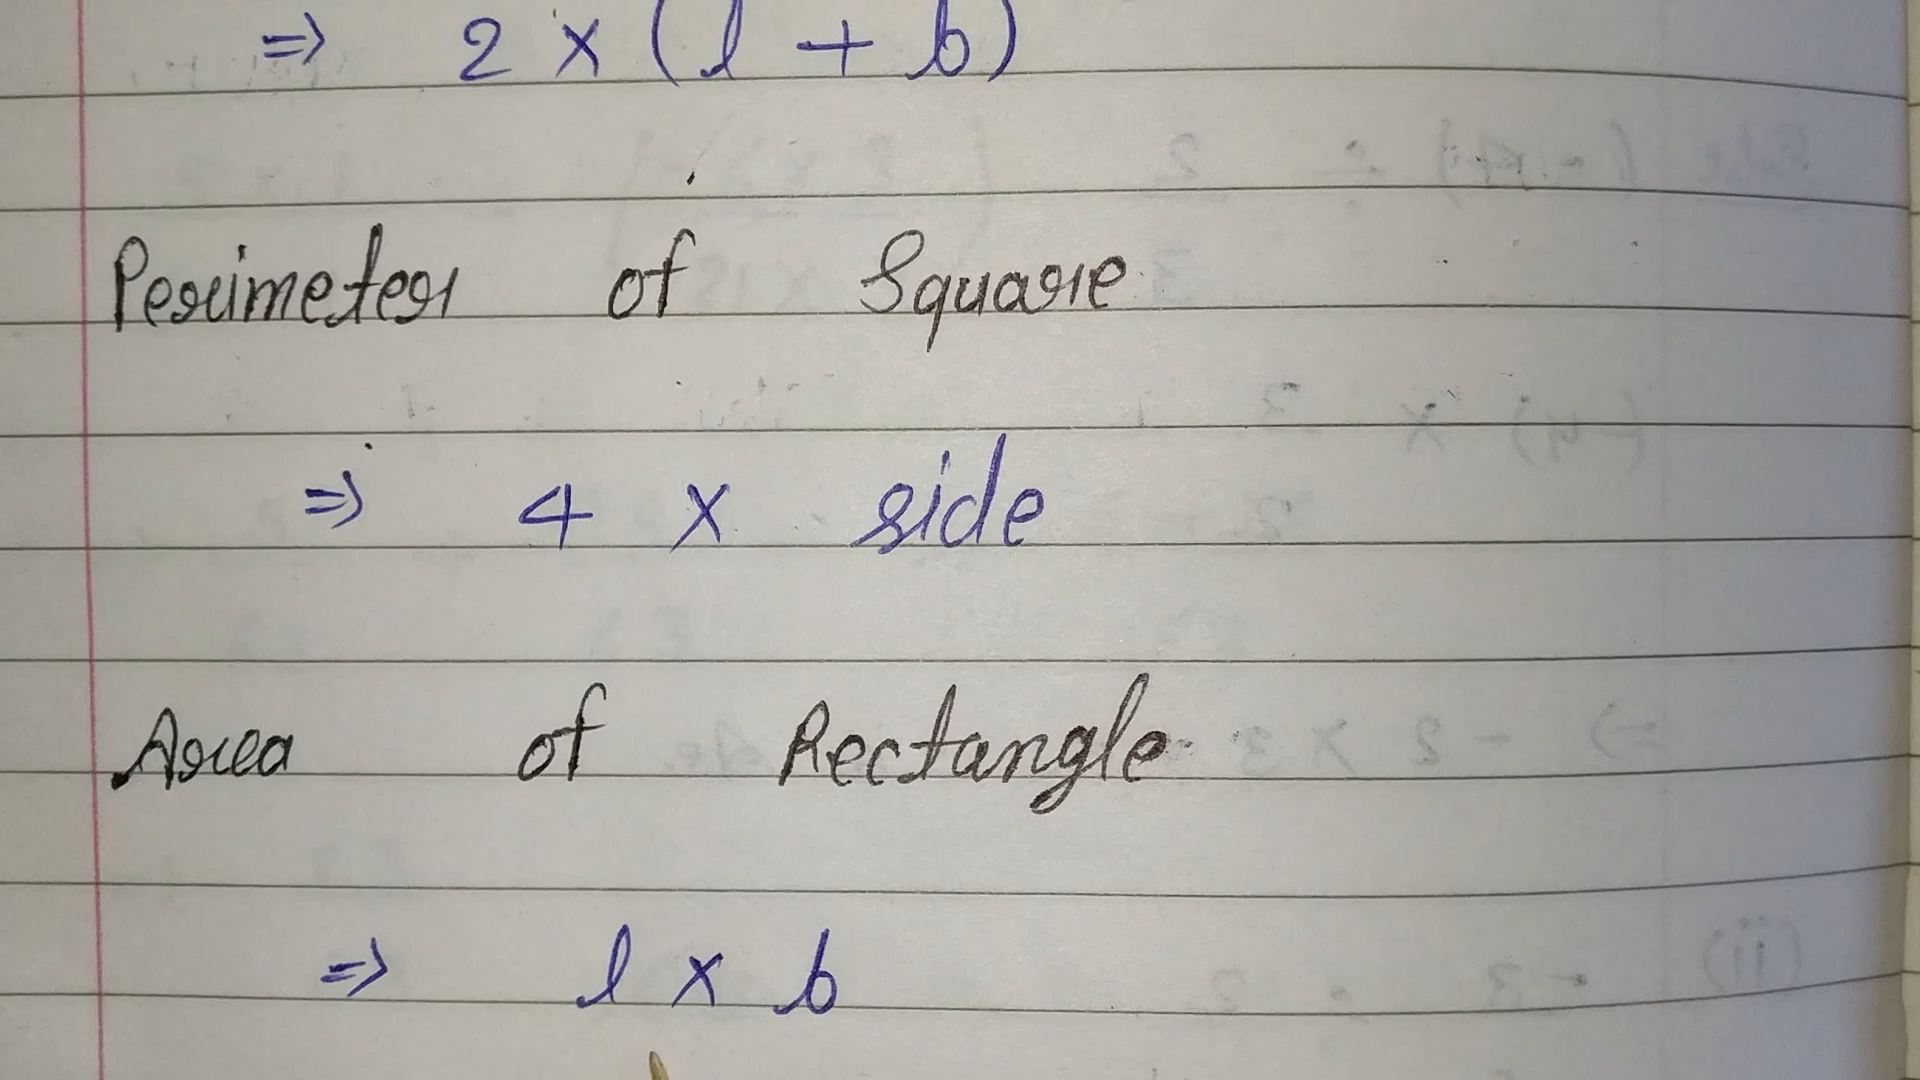 ⇒ 2 × (l + b)
Perimeter of Square
⇒ 4 × side
Area of Rectangle
⇒ l × b